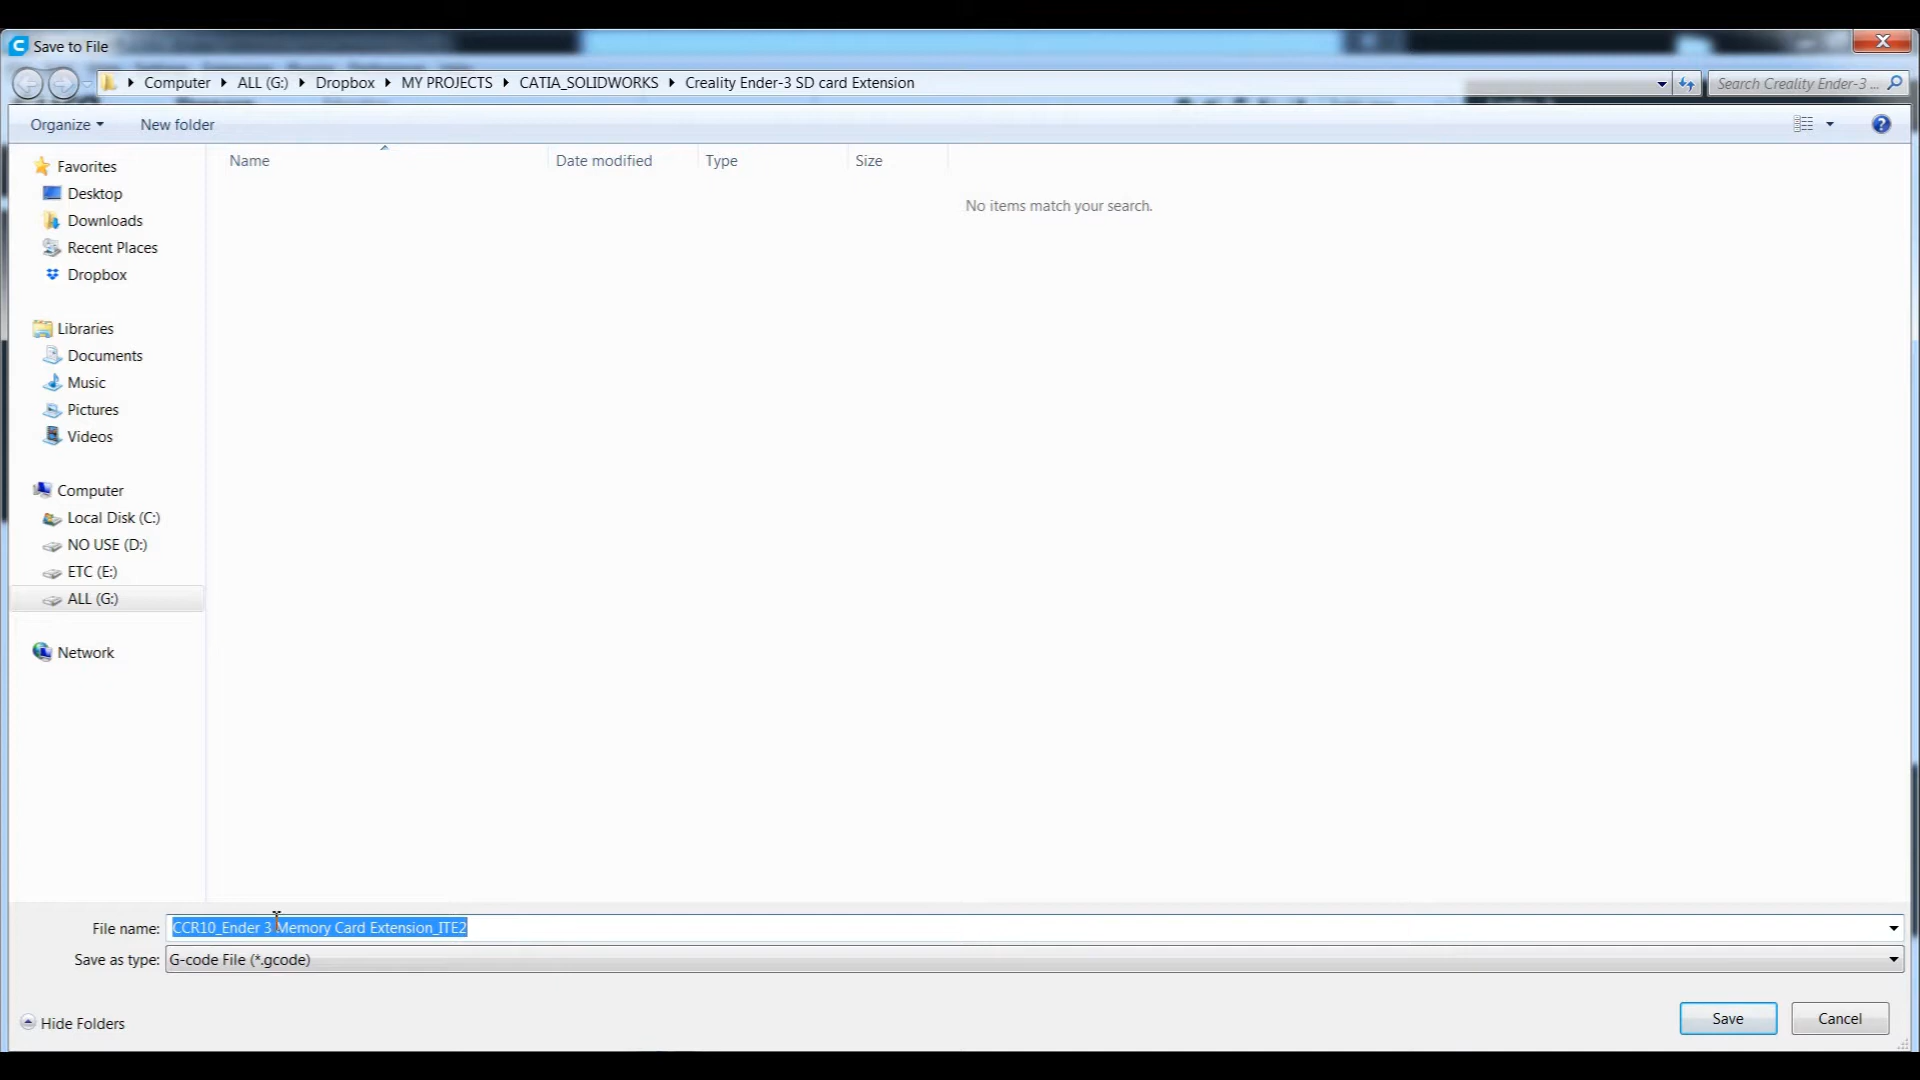 Save to File
Computer ALL (G:) Dropbox MY PROJECTS CATIA_SOLIDWORKS Creality Ender-3 SD card Extension
Search Creality Ender-3 ...
Organize New folder
Name Date modified Type Size
No items match your search.
Favorites
Desktop
Downloads
Recent Places
Dropbox
Libraries
Documents
Music
Pictures
Videos
Computer
Local Disk (C:)
NO USE (D:)
ETC (E:)
ALL (G:)
Network
File name: CCR10_Ender 3 Memory Card Extension_ITE2
Save as type: G-code File (*.gcode)
Hide Folders
Save Cancel